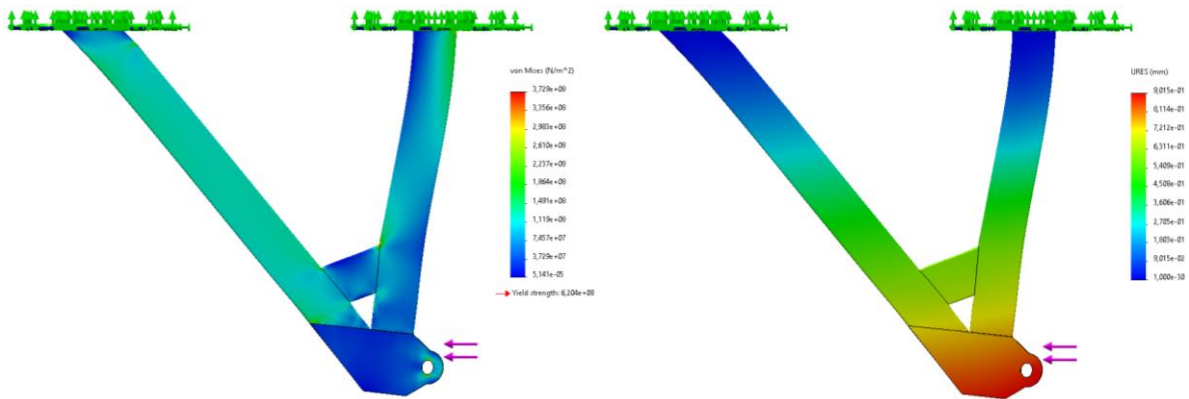 von Mises (N/m^2)
3,729e+08
3,356e+08
2,983e+08
2,610e+08
2,237e+08
1,864e+08
1,491e+08
1,119e+08
7,457e+07
3,729e+07
5,141e-05
Yield strength: 6,204e+08
URES (mm)
9,015e-01
8,114e-01
7,212e-01
6,311e-01
5,409e-01
4,508e-01
3,606e-01
2,705e-01
1,803e-01
9,015e-02
1,000e-30